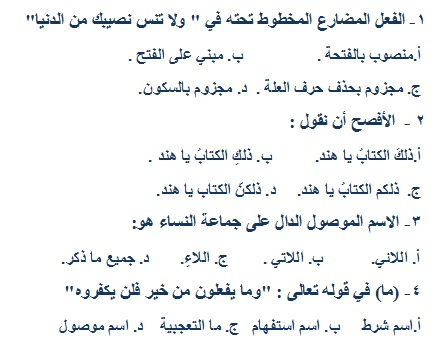 ١- الفعل المضارع المخطوط تحته في " ولا تنس نصيبك من الدنيا"
أ.منصوب بالفتحة . ب. مبني على الفتح .
ج. مجزوم بحذف حرف العلة . د. مجزوم بالسكون.
٢ - الأفصح أن نقول :
أ.ذلكَ الكتابُ يا هند. ب. ذلكِ الكتابُ يا هند .
ج. ذلكم الكتابُ يا هند. د. ذلكنّ الكتاب يا هند.
٣- الاسم الموصول الدال على جماعة النساء هو:
أ. اللاني. ب. اللاتي . ج. اللاءِ. د. جميع ما ذكر.
٤- (ما) في قوله تعالى : "وما يفعلون من خير فلن يكفروه"
أ.اسم شرط ب. اسم استفهام ج. ما التعجبية د. اسم موصول